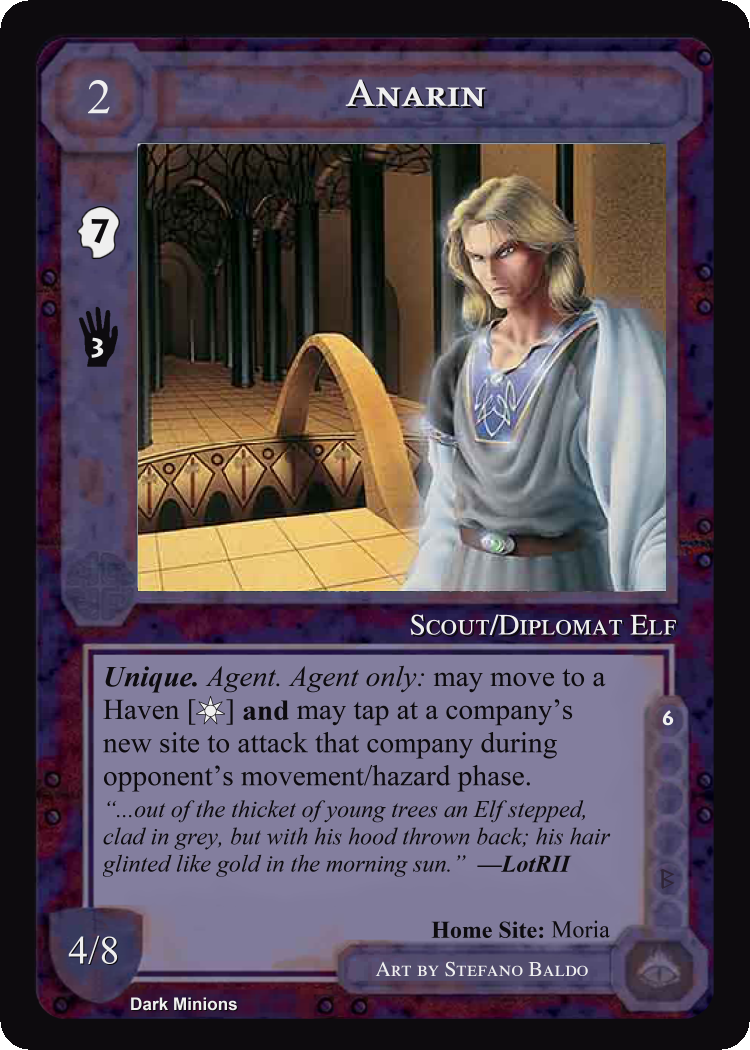 2
ANARIN
7
3
SCOUT/DIPLOMAT ELF
Unique. Agent. Agent only: may move to a
Haven [☼] and may tap at a company’s
new site to attack that company during
opponent’s movement/hazard phase.
“...out of the thicket of young trees an Elf stepped,
clad in grey, but with his hood thrown back; his hair
glinted like gold in the morning sun.” —LotRII
6
Home Site: Moria
4/8
ART BY STEFANO BALDO
Dark Minions